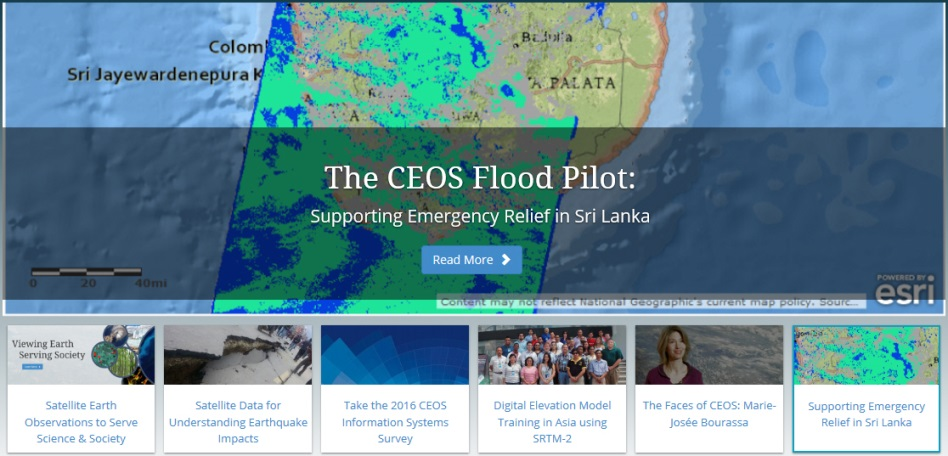 Colom
Sri Jayewardenepura K
Badulla
A PALATA
UWA
The CEOS Flood Pilot:
Supporting Emergency Relief in Sri Lanka
Read More
0 20 40mi
POWERED BY
esri
Content may not reflect National Geographic's current map policy. Sourc...
Viewing Earth
Serving Society
Satellite Earth
Observations to Serve
Science & Society
Satellite Data for
Understanding Earthquake
Impacts
Take the 2016 CEOS
Information Systems
Survey
Digital Elevation Model
Training in Asia using
SRTM-2
The Faces of CEOS: Marie-
Josée Bourassa
Supporting Emergency
Relief in Sri Lanka